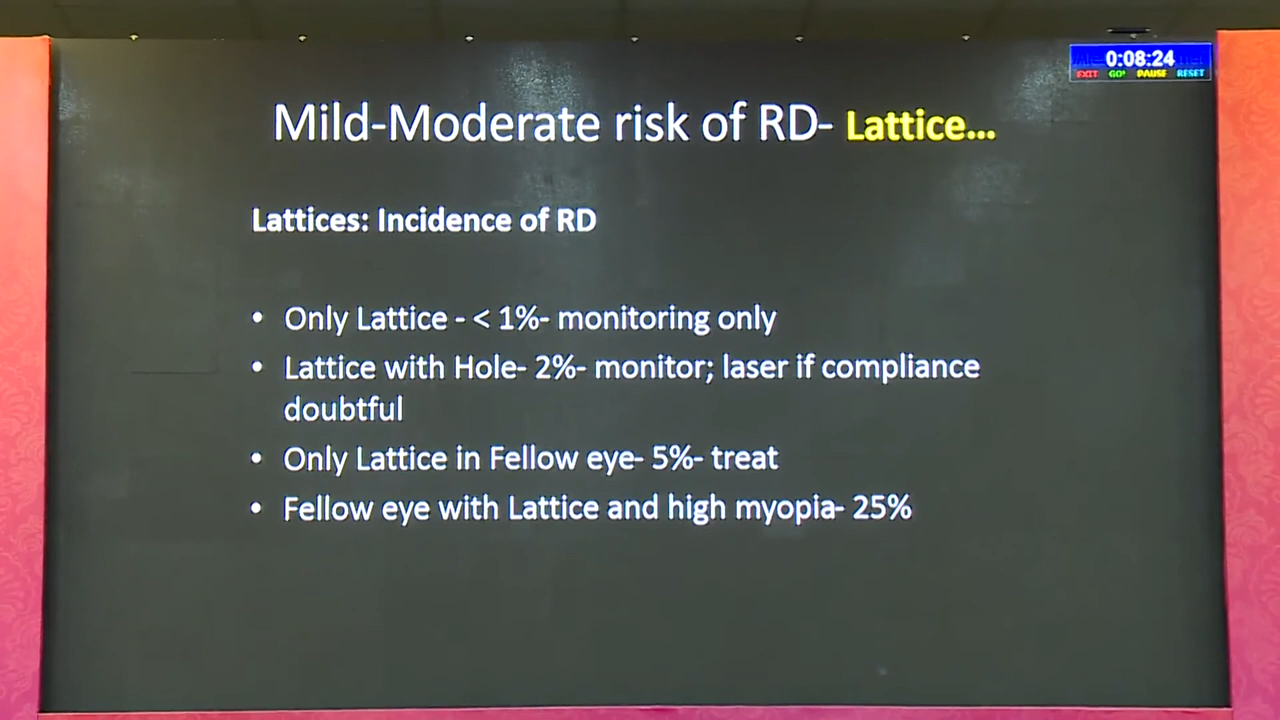 0:08:24
EXIT GO! PAUSE RESET
Mild-Moderate risk of RD- Lattice...
Lattices: Incidence of RD
• Only Lattice - < 1%- monitoring only
• Lattice with Hole- 2%- monitor; laser if compliance
doubtful
• Only Lattice in Fellow eye- 5%- treat
• Fellow eye with Lattice and high myopia- 25%